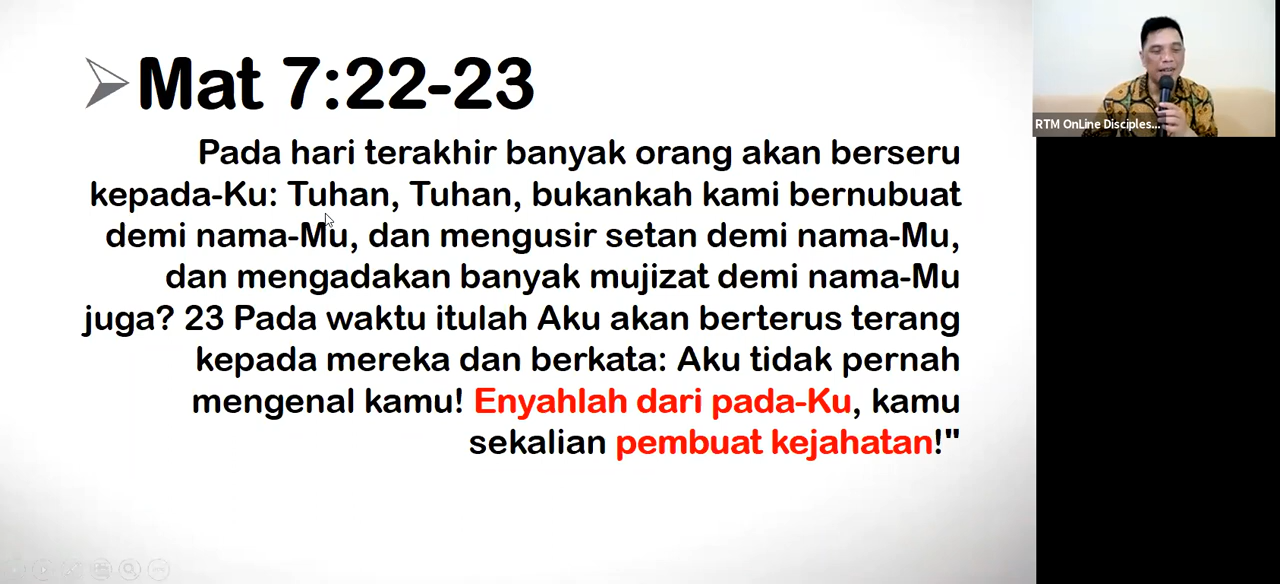 Mat 7:22-23
Pada hari terakhir banyak orang akan berseru
kepada-Ku: Tuhan, Tuhan, bukankah kami bernubuat
demi nama-Mu, dan mengusir setan demi nama-Mu,
dan mengadakan banyak mujizat demi nama-Mu
juga? 23 Pada waktu itulah Aku akan berterus terang
kepada mereka dan berkata: Aku tidak pernah
mengenal kamu! Enyahlah dari pada-Ku, kamu
sekalian pembuat kejahatan!"
RTM OnLine Disciples...